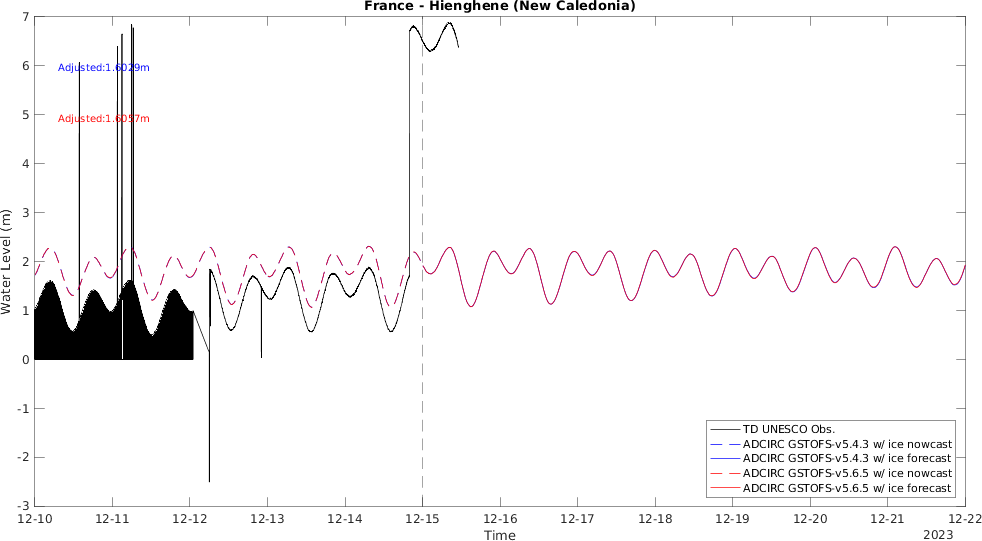 France - Hienghene (New Caledonia)
7
6
5
4
3
2
1
0
-1
-2
-3
Water Level (m)
Adjusted:1.6029m
Adjusted:1.6057m
TD UNESCO Obs.
ADCIRC GSTOFS-v5.4.3 w/ ice nowcast
ADCIRC GSTOFS-v5.4.3 w/ ice forecast
ADCIRC GSTOFS-v5.6.5 w/ ice nowcast
ADCIRC GSTOFS-v5.6.5 w/ ice forecast
12-10 12-11 12-12 12-13 12-14 12-15 12-16 12-17 12-18 12-19 12-20 12-21 12-22
Time
2023